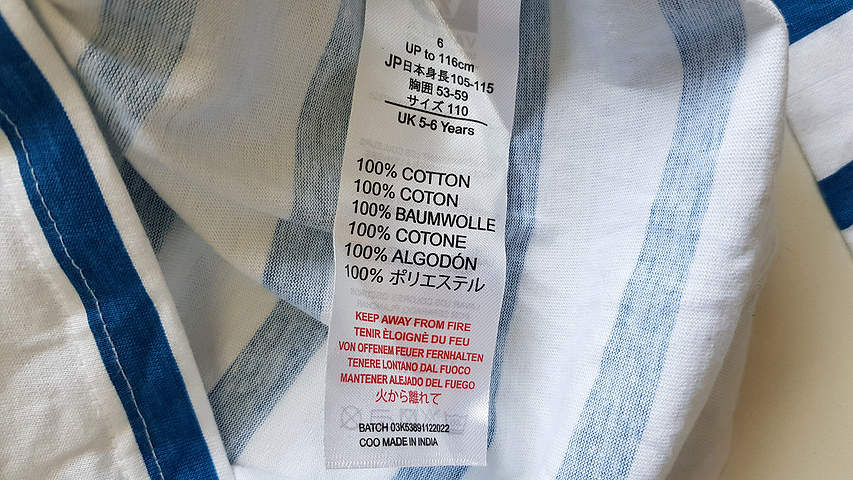 6
UP to 116cm
JP日本身長105-115
胸囲 53-59
サイズ 110
UK 5-6 Years
100% COTTON
100% COTON
100% BAUMWOLLE
100% COTONE
100% ALGODÓN
100% ポリエステル
KEEP AWAY FROM FIRE
TENIR ÈLOIGNÈ DU FEU
VON OFFENEM FEUER FERNHALTEN
TENERE LONTANO DAL FUOCO
MANTENER ALEJADO DEL FUEGO
火から離れて
BATCH 03K53891122022
COO MADE IN INDIA